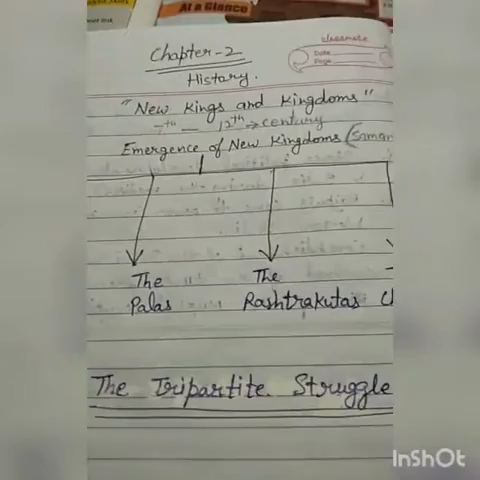 At a Glance
classmate
Date
Page
Chapter-2
History.
"New Kings and Kingdoms"
7th — 12th → century
Emergence of New Kingdoms (Saman
The Palas
The Rashtrakutas
The Tripartite Struggle
InShOt